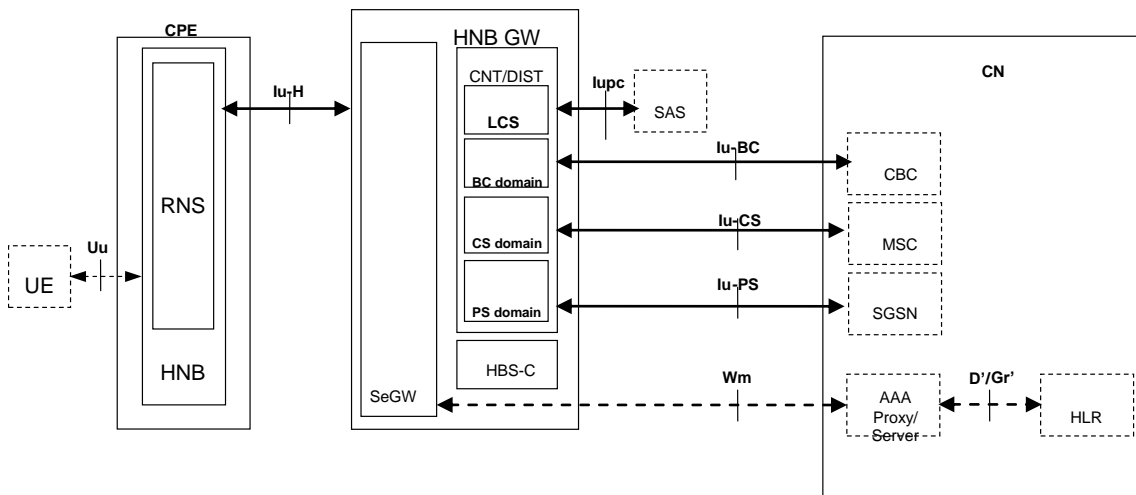 CPE
HNB GW
CN
CNT/DIST
Iu-H
Iupc
SAS
LCS
Iu-BC
BC domain
CBC
RNS
Iu-CS
CS domain
MSC
Uu
UE
Iu-PS
PS domain
SGSN
HNB
HBS-C
SeGW
Wm
D’/Gr’
AAA
Proxy/
Server
HLR